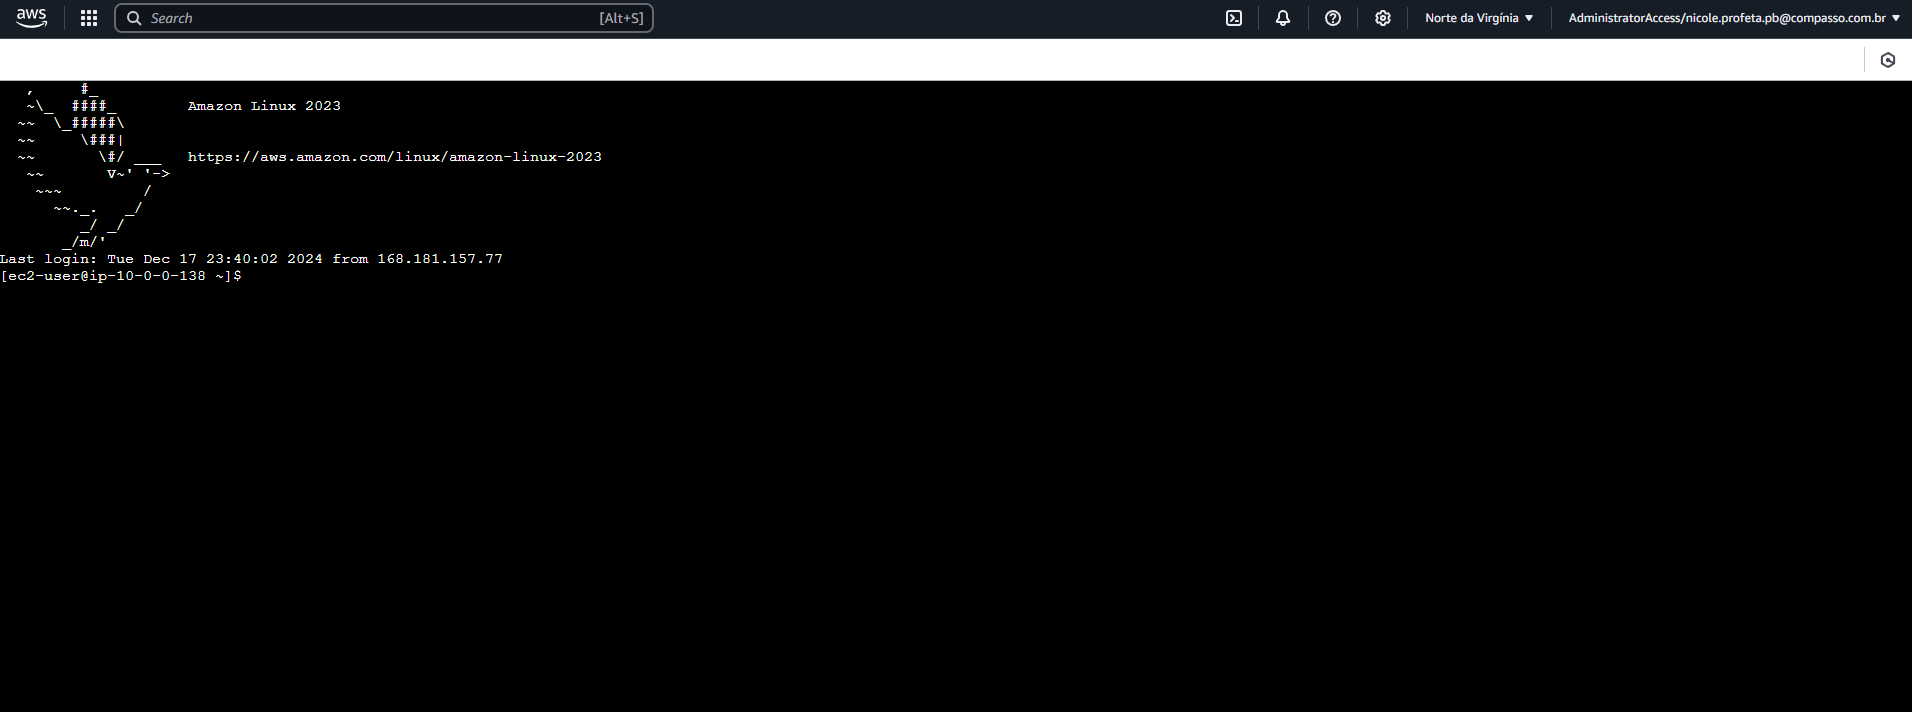 aws
Search [Alt+S]
Norte da Virgínia
AdministratorAccess/nicole.profeta.pb@compasso.com.br
   ,     #_
   ~\_  ####_        Amazon Linux 2023
  ~~  \_#####\
  ~~     \###|
  ~~       \#/ ___   https://aws.amazon.com/linux/amazon-linux-2023
   ~~       V~' '->
    ~~~         /
      ~~._.   _/
         _/ _/
       _/m/'
Last login: Tue Dec 17 23:40:02 2024 from 168.181.157.77
[ec2-user@ip-10-0-0-138 ~]$